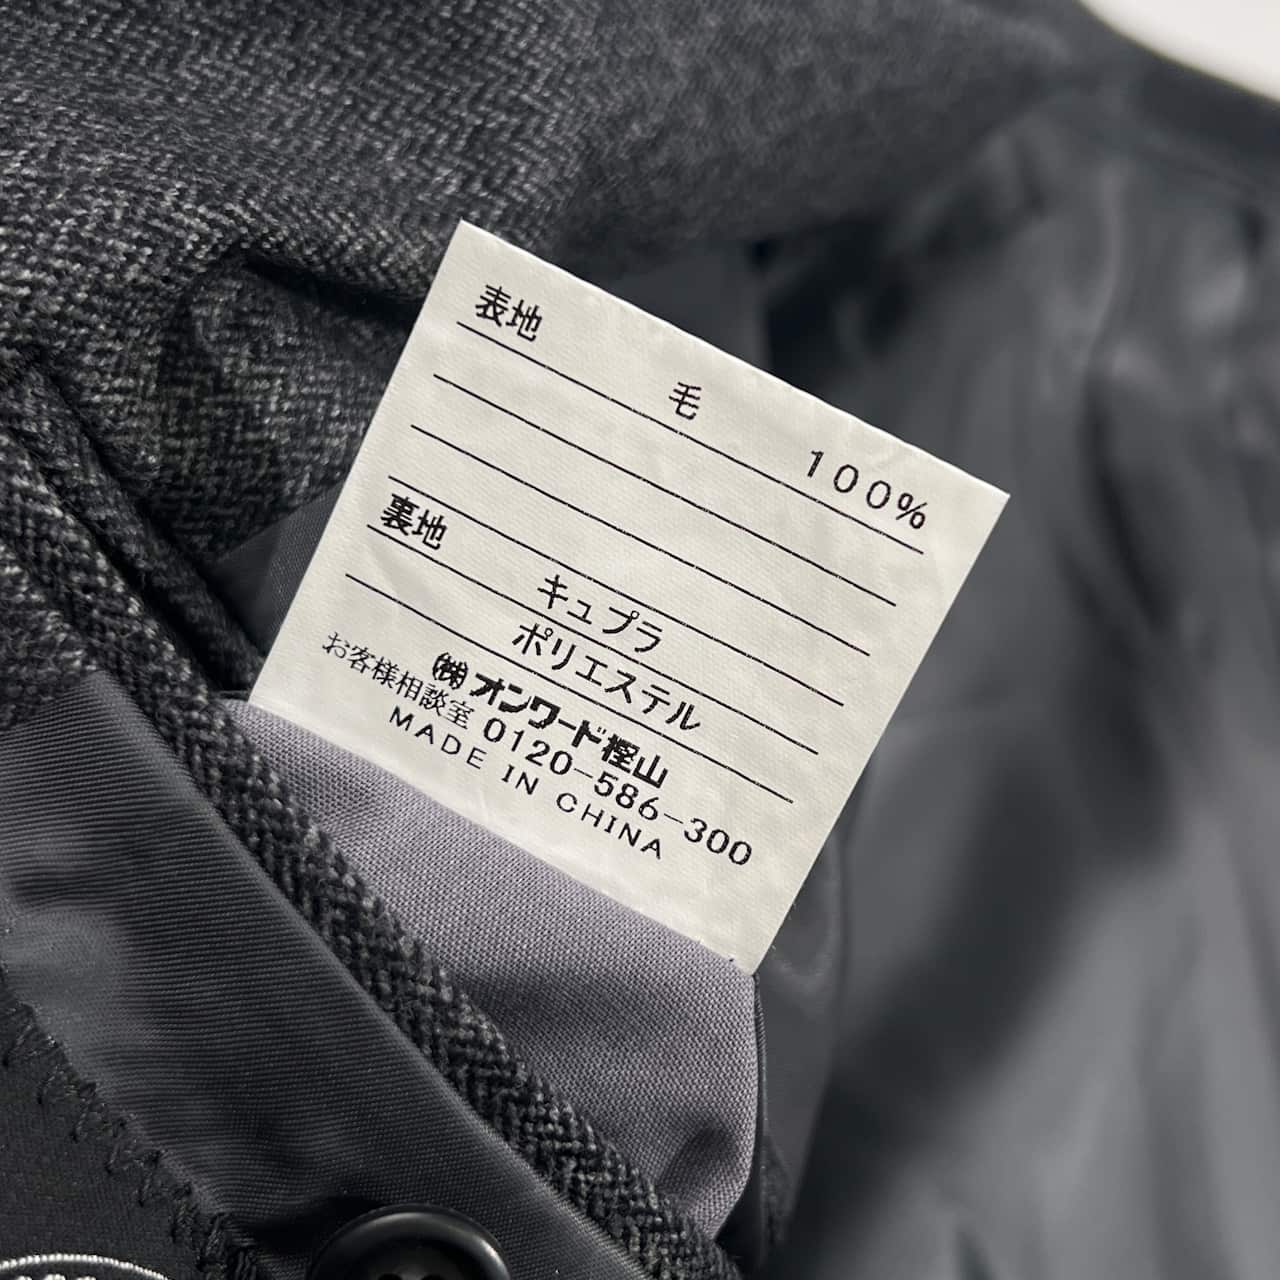 表地
毛 100%
裏地
キュプラ
ポリエステル
㈱オンワード樫山
お客様相談室 0120-586-300
MADE IN CHINA